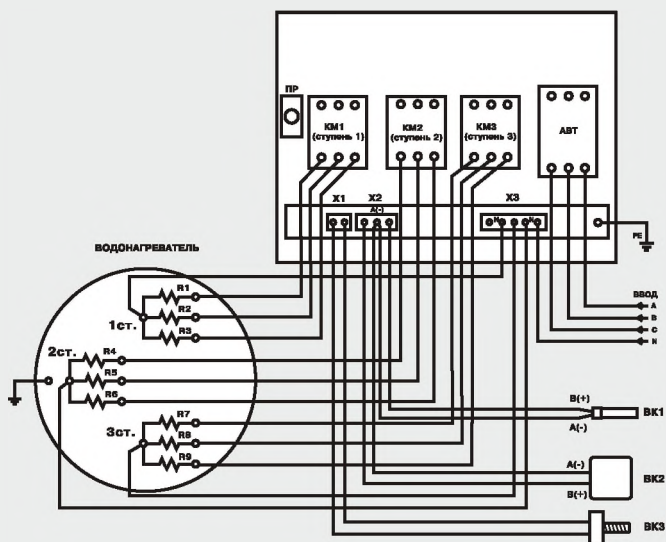 ПР
КМ1
(ступень 1)
КМ2
(ступень 2)
КМ3
(ступень 3)
АВТ
X1
X2
X3
A(-)
N
N
PE
ВОДОНАГРЕВАТЕЛЬ
R1
R2
R3
1ст.
2ст.
R4
R5
R6
3ст.
R7
R8
R9
ВВОД
A
B
C
N
B(+)
A(-)
ВК1
A(-)
B(+)
ВК2
ВК3